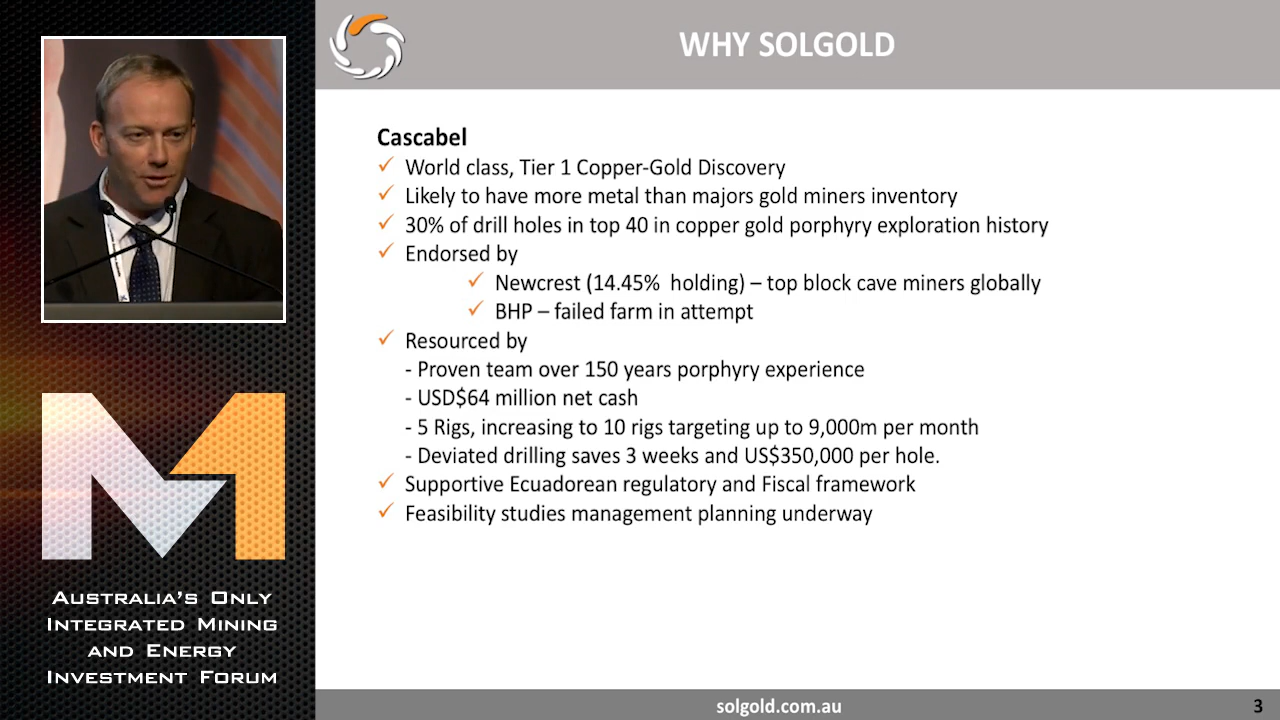 WHY SOLGOLD
Cascabel
✓ World class, Tier 1 Copper-Gold Discovery
✓ Likely to have more metal than majors gold miners inventory
✓ 30% of drill holes in top 40 in copper gold porphyry exploration history
✓ Endorsed by
✓ Newcrest (14.45% holding) – top block cave miners globally
✓ BHP – failed farm in attempt
✓ Resourced by
- Proven team over 150 years porphyry experience
- USD$64 million net cash
- 5 Rigs, increasing to 10 rigs targeting up to 9,000m per month
- Deviated drilling saves 3 weeks and US$350,000 per hole.
✓ Supportive Ecuadorean regulatory and Fiscal framework
✓ Feasibility studies management planning underway
solgold.com.au
3
Australia's Only
Integrated Mining
and Energy
Investment Forum